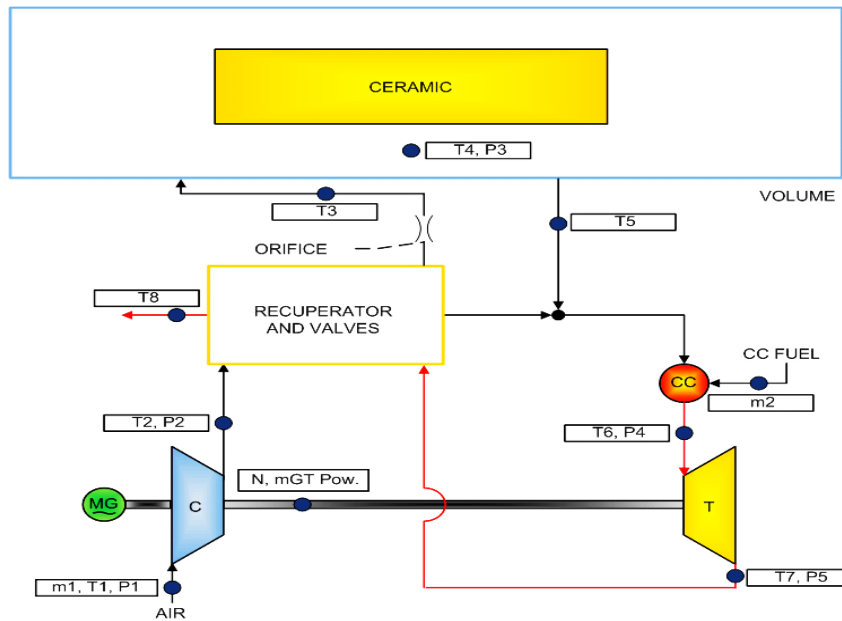 CERAMIC
T4, P3
VOLUME
T3
T5
ORIFICE
T8
RECUPERATOR
AND VALVES
CC FUEL
CC
m2
T2, P2
T6, P4
N, mGT Pow.
MG
C
T
m1, T1, P1
T7, P5
AIR